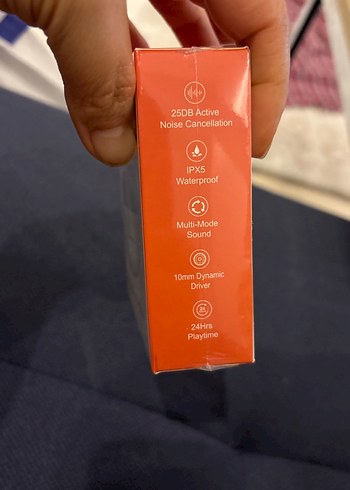 25DB Active
Noise Cancellation
IPX5
Waterproof
Multi-Mode
Sound
10mm Dynamic
Driver
24Hrs
Playtime